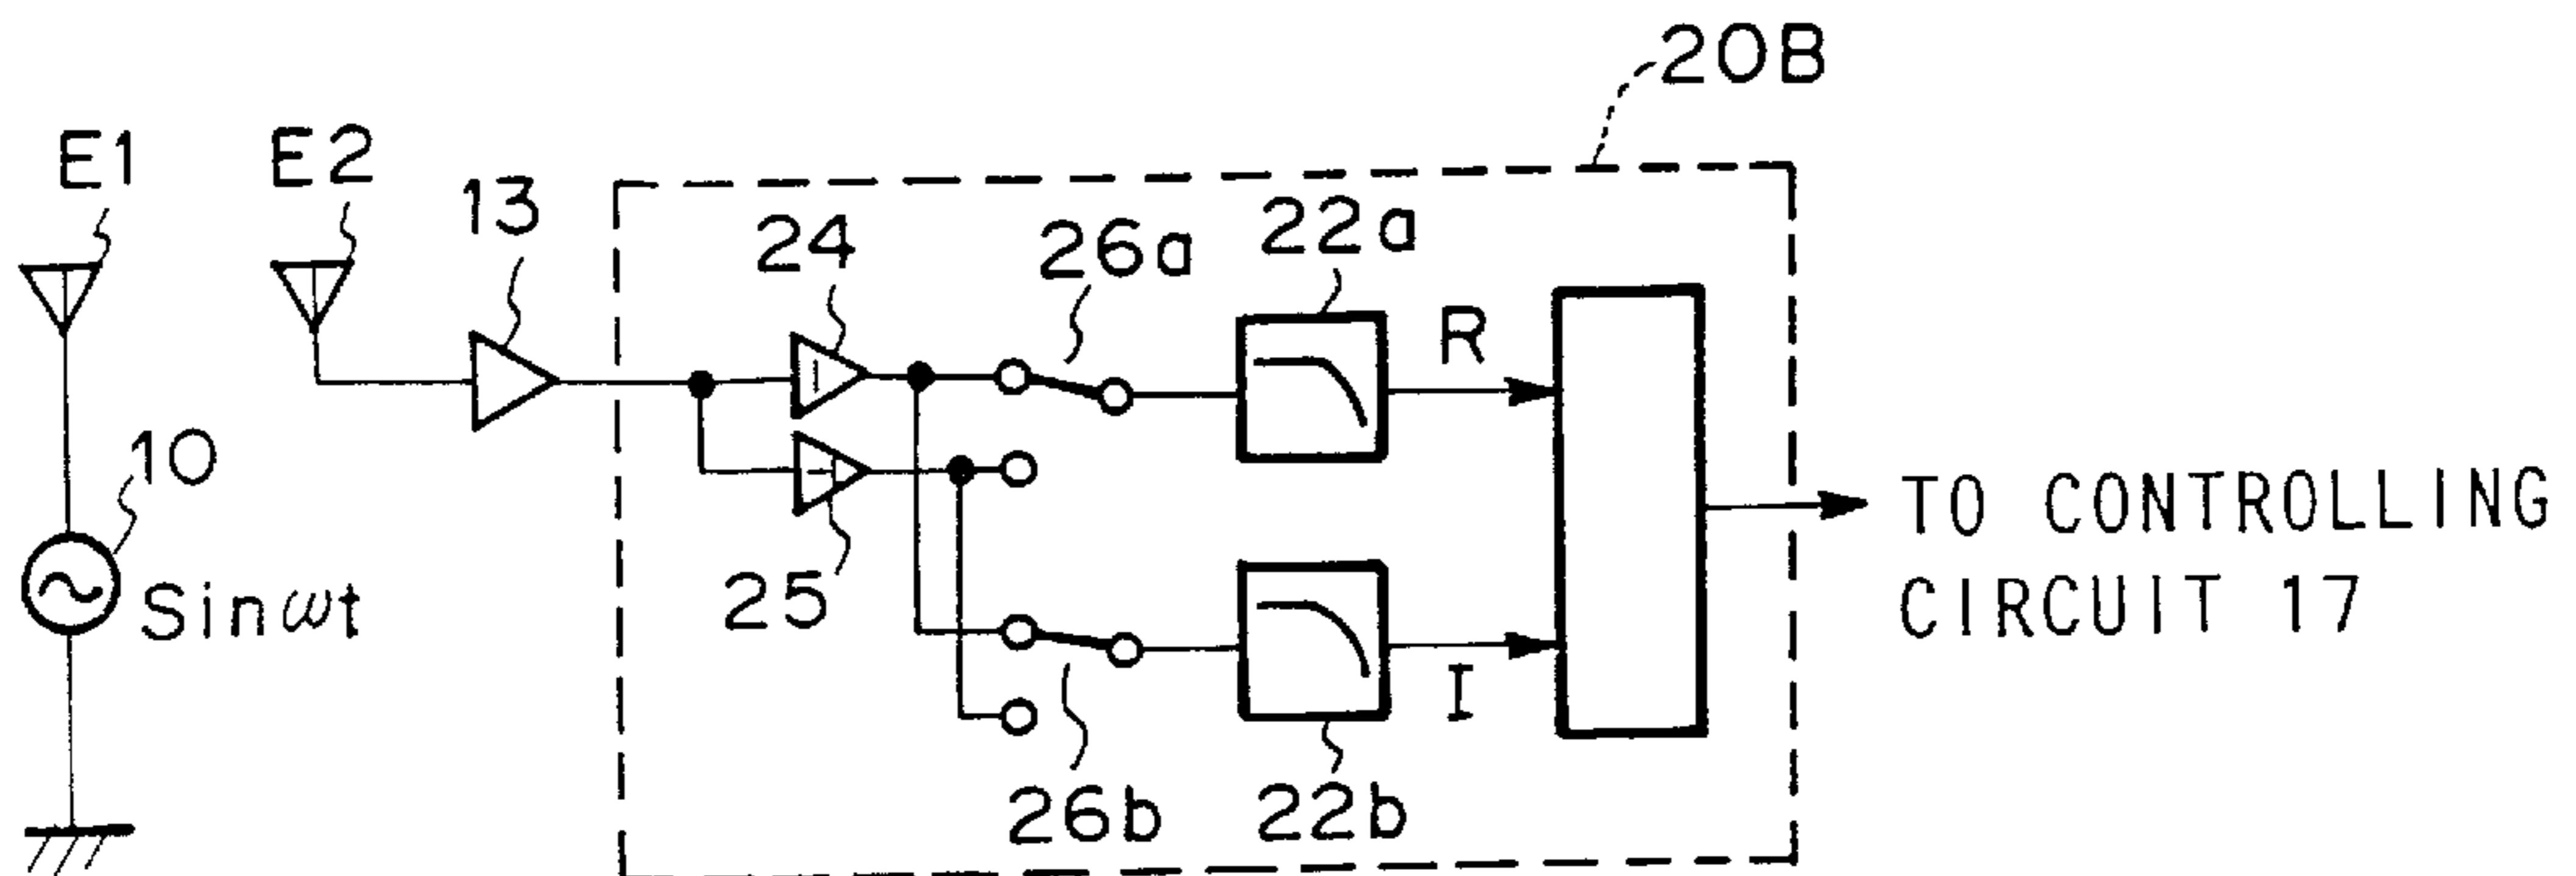 20B
E1
E2
13
24
26a
22a
R
10
Sinωt
25
I
26b
22b
TO CONTROLLING
CIRCUIT 17